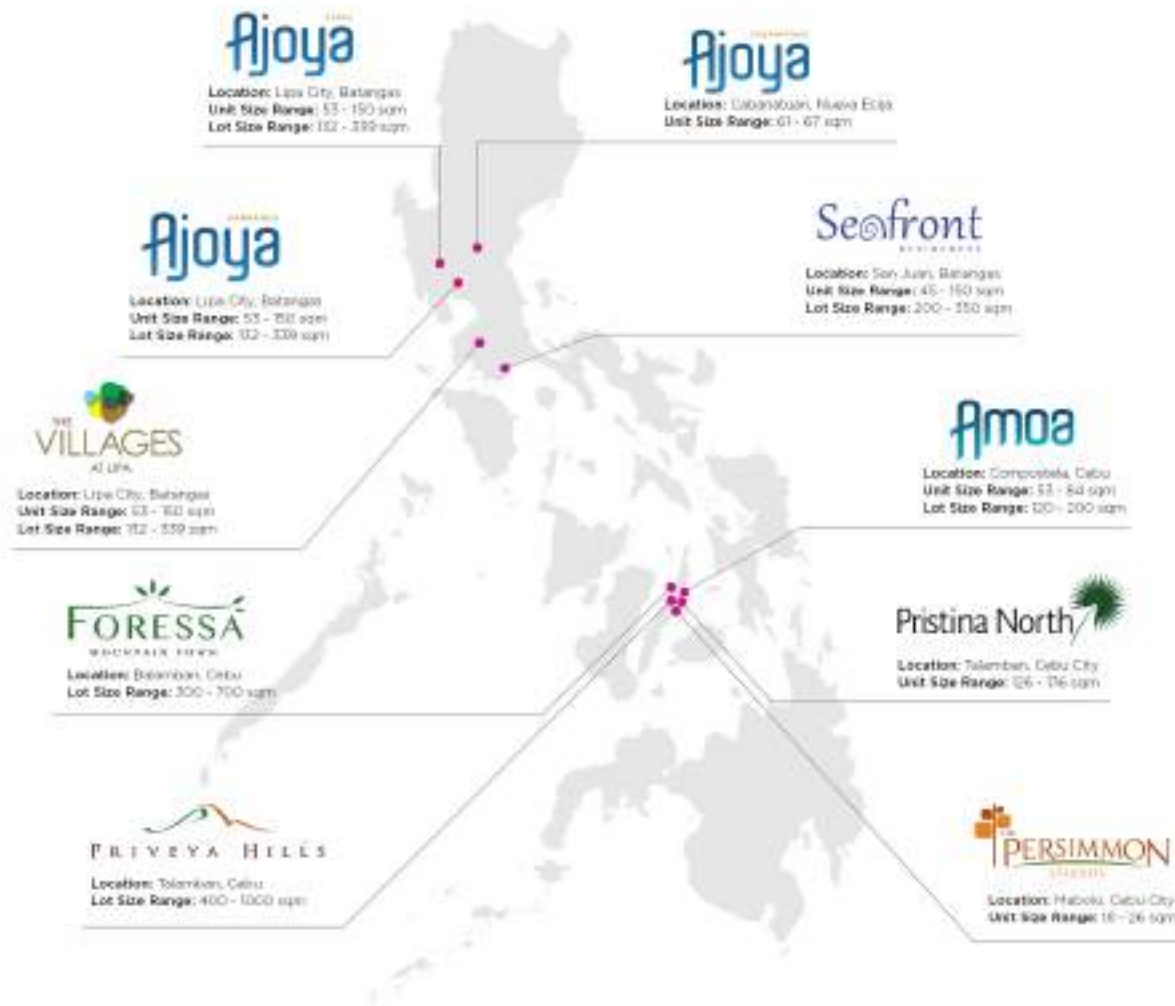 Ajoya
Location: Lipa City, Batangas
Unit Size Range: 53 - 150 sqm
Lot Size Range: 132 - 339 sqm
Ajoya
Location: Cabanatuan, Nueva Ecija
Unit Size Range: 61 - 67 sqm
Ajoya
Location: Lipa City, Batangas
Unit Size Range: 53 - 150 sqm
Lot Size Range: 132 - 339 sqm
Seafront
RESIDENCES
Location: San Juan, Batangas
Unit Size Range: 45 - 150 sqm
Lot Size Range: 200 - 350 sqm
THE
VILLAGES
AT LIPA
Location: Lipa City, Batangas
Unit Size Range: 53 - 150 sqm
Lot Size Range: 132 - 339 sqm
Amoa
Location: Compostela, Cebu
Unit Size Range: 53 - 84 sqm
Lot Size Range: 120 - 200 sqm
FORESSA
MOUNTAIN TOWN
Location: Balamban, Cebu
Lot Size Range: 300 - 700 sqm
Pristina North
Location: Talamban, Cebu City
Unit Size Range: 126 - 176 sqm
PRIVEYA HILLS
Location: Talamban, Cebu
Lot Size Range: 400 - 1000 sqm
PERSIMMON
STUDIOS
Location: Mabolo, Cebu City
Unit Size Range: 18 - 26 sqm